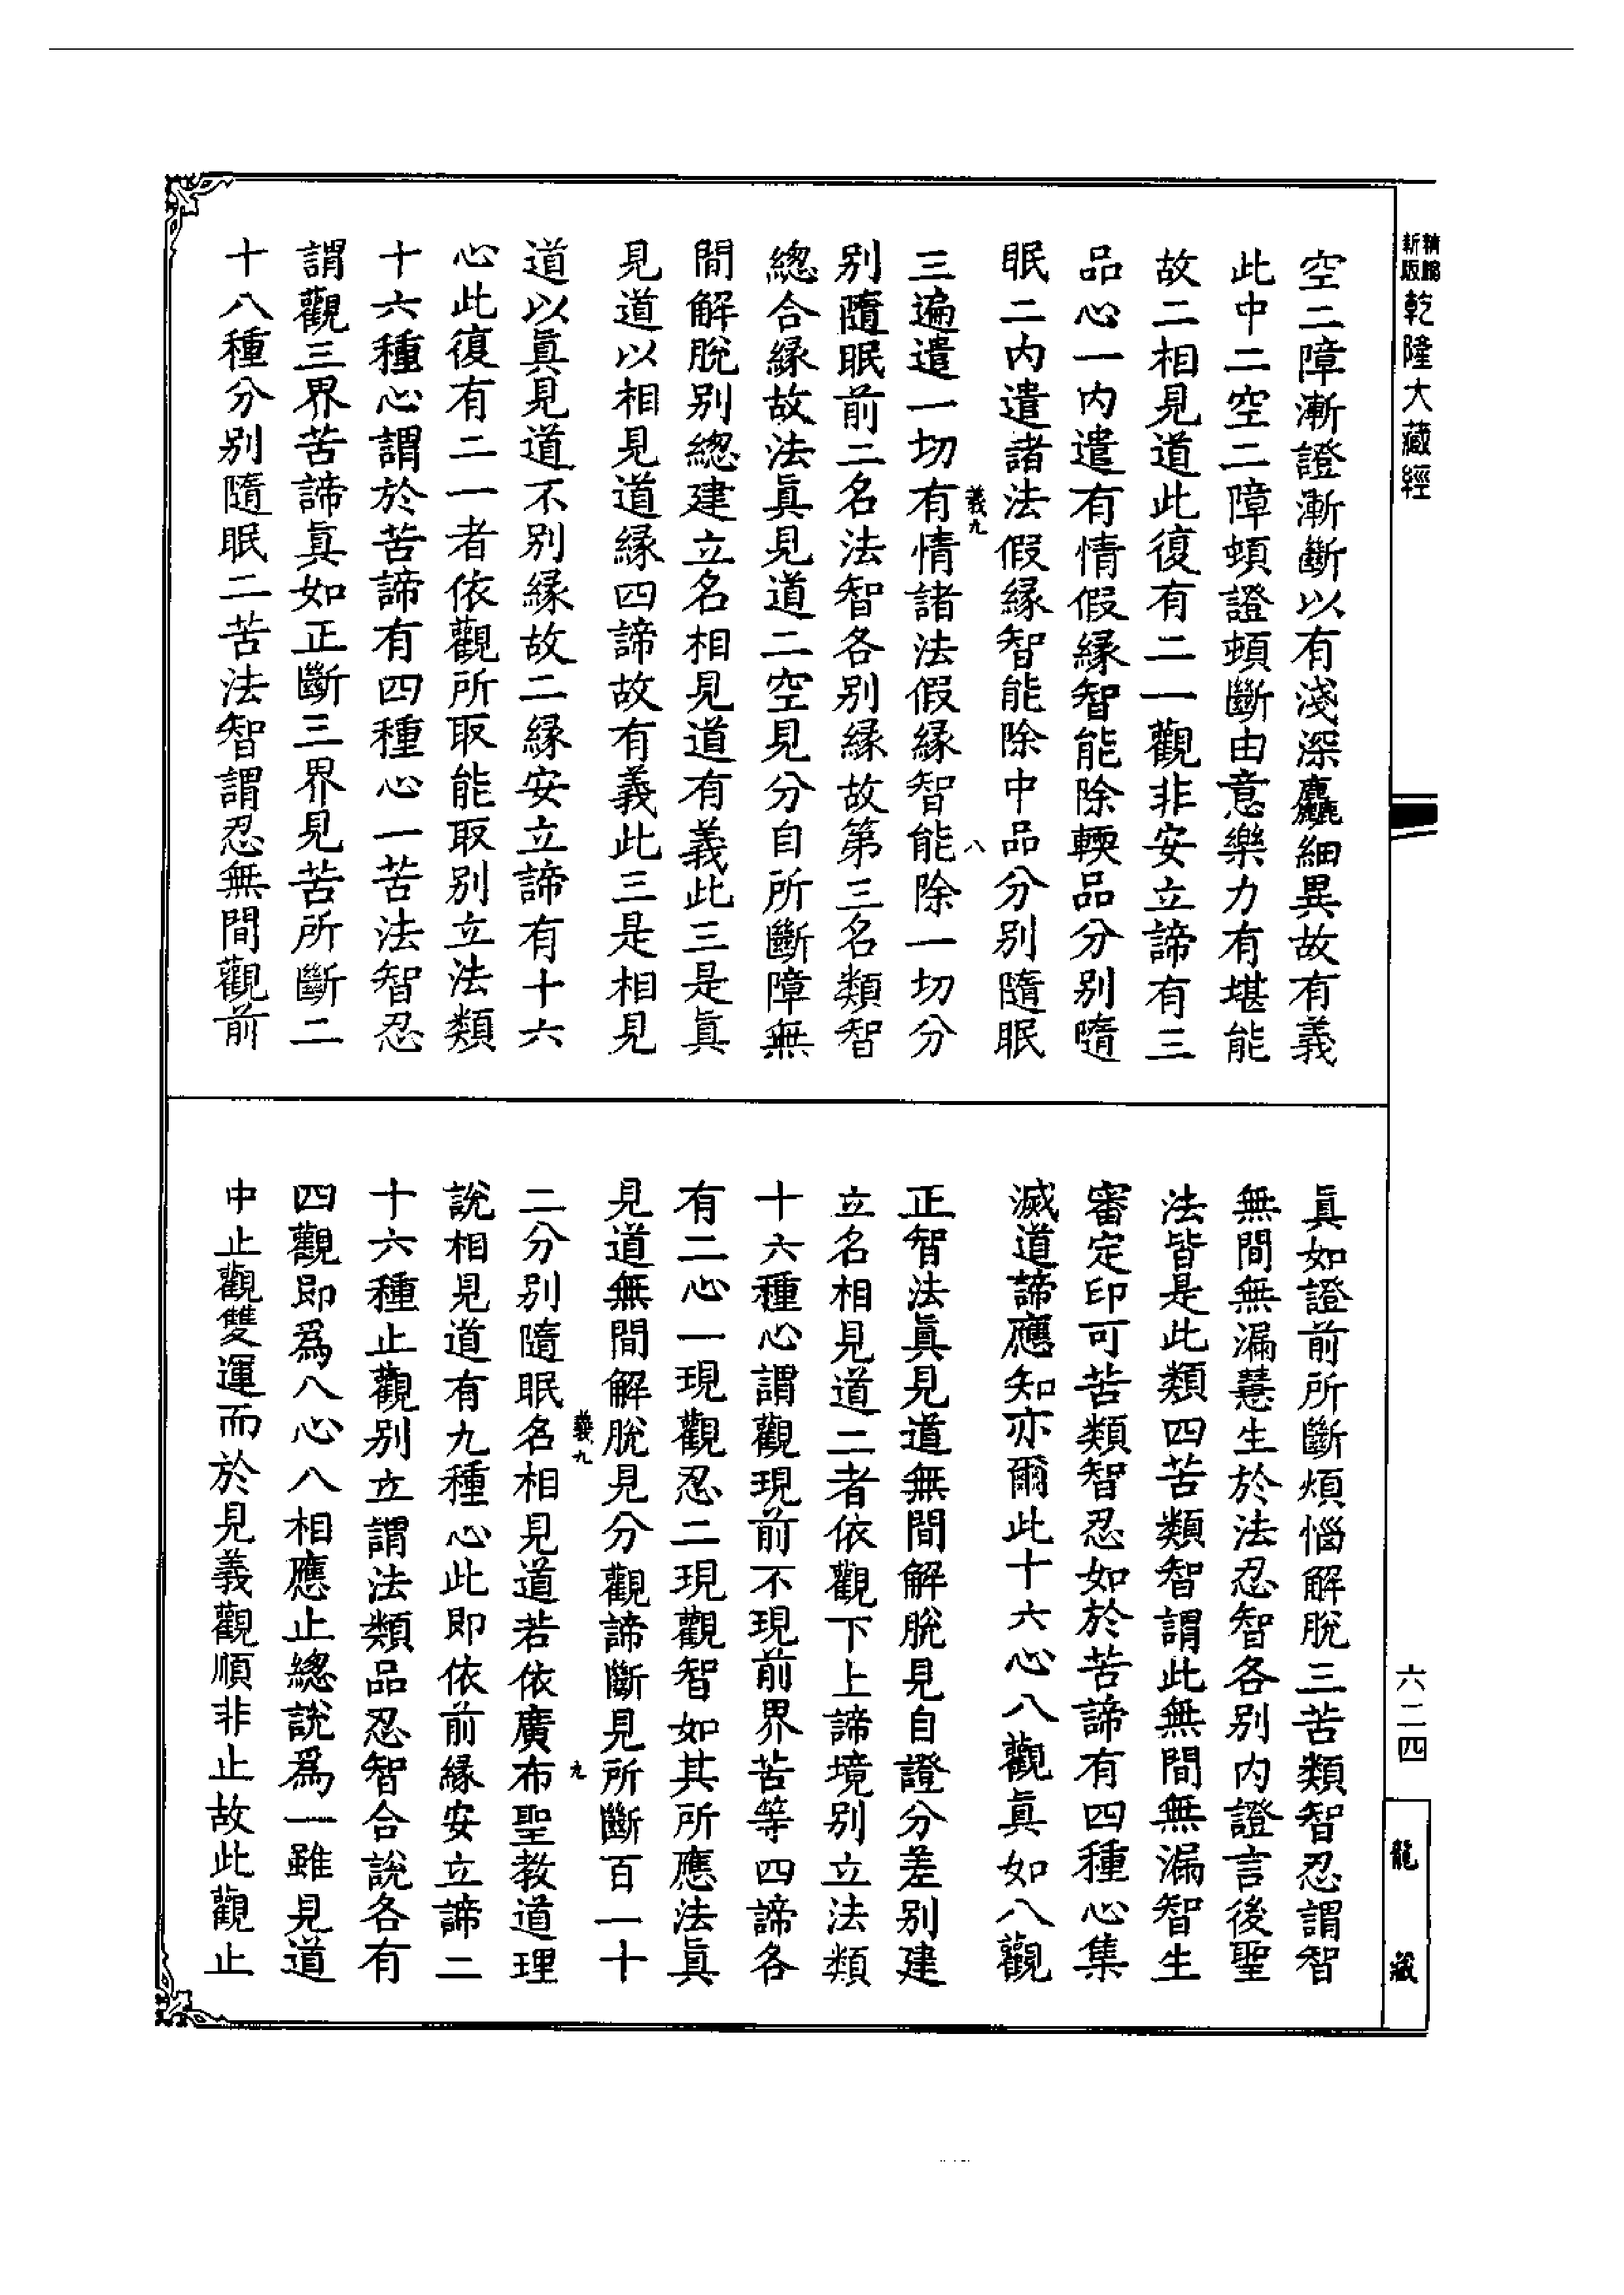 精編
新版
乾隆大藏經
空二障漸證漸斷以有淺深麤細異故有義
此中二空二障頓證頓斷由意樂力有堪能
故二相見道此復有二一觀非安立諦有三
品心一內遣有情假緣智能除輭品分別隨
眠二內遣諸法假緣智能除中品分別隨眠
義九
八
三遍遣一切有情諸法假緣智能除一切分
別隨眠前二名法智各別緣故第三名類智
總合緣故法眞見道二空見分自所斷障無
間解脫別總建立名相見道有義此三是眞
見道以相見道緣四諦故有義此三是相見
道以眞見道不別緣故二緣安立諦有十六
心此復有二一者依觀所取能取別立法類
十六種心謂於苦諦有四種心一苦法智忍
謂觀三界苦諦眞如正斷三界見苦所斷二
十八種分別隨眠二苦法智謂忍無間觀前
眞如證前所斷煩惱解脫三苦類智忍謂智
無間無漏慧生於法忍智各別內證言後聖
法皆是此類四苦類智謂此無間無漏智生
審定印可苦類智忍如於苦諦有四種心集
滅道諦應知亦爾此十六心八觀眞如八觀
正智法眞見道無間解脫見自證分差別建
立名相見道二者依觀下上諦境別立法類
十六種心謂觀現前不現前界苦等四諦各
有二心一現觀忍二現觀智如其所應法眞
見道無間解脫見分觀諦斷見所斷百一十
義九
九
二分別隨眠名相見道若依廣布聖教道理
說相見道有九種心此即依前緣安立諦二
十六種止觀別立謂法類品忍智合說各有
四觀即爲八心八相應止總說爲一雖見道
中止觀雙運而於見義觀順非止故此觀止
六二四
龍藏